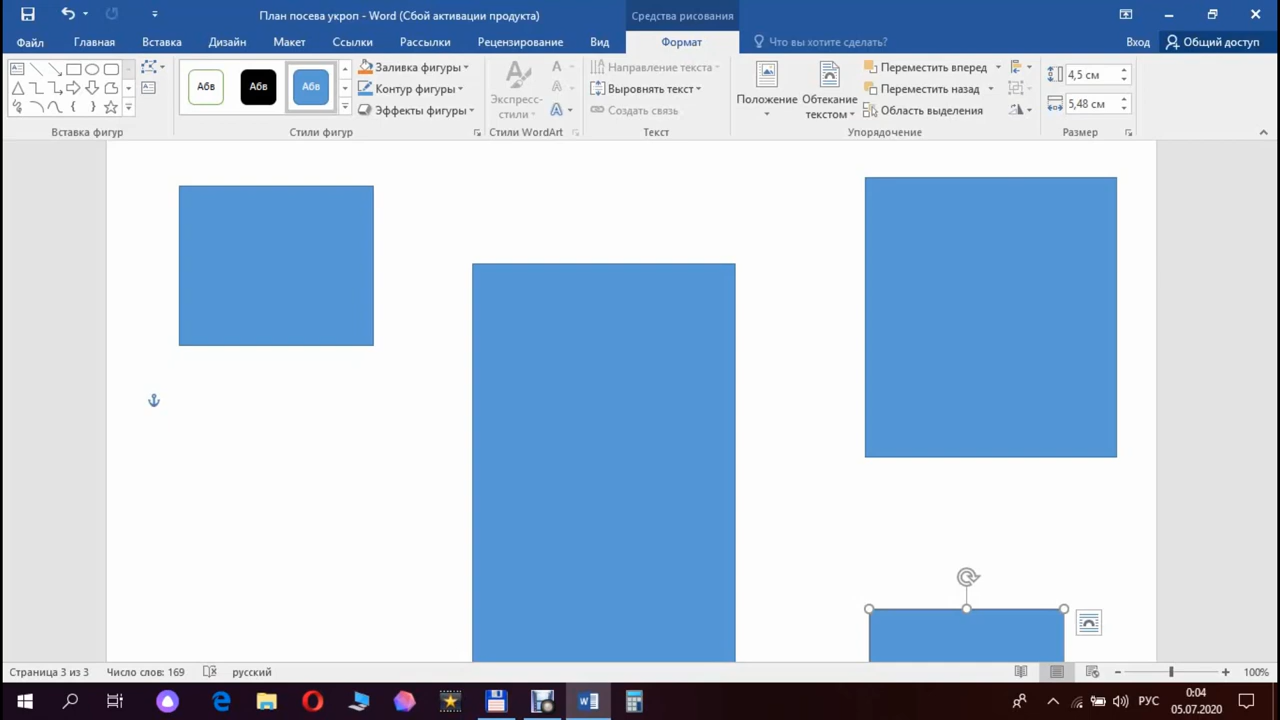 План посева укроп - Word (Сбой активации продукта)
Средства рисования
Файл
Главная
Вставка
Дизайн
Макет
Ссылки
Рассылки
Рецензирование
Вид
Формат
Что вы хотите сделать?
Вход
Общий доступ
Абв
Абв
Абв
Заливка фигуры
Контур фигуры
Эффекты фигуры
Экспресс-
стили
Направление текста
Выровнять текст
Создать связь
Положение
Обтекание
текстом
Переместить вперед
Переместить назад
Область выделения
4,5 см
5,48 см
Вставка фигур
Стили фигур
Стили WordArt
Текст
Упорядочение
Размер
Страница 3 из 3
Число слов: 169
русский
100%
РУС
0:04
05.07.2020